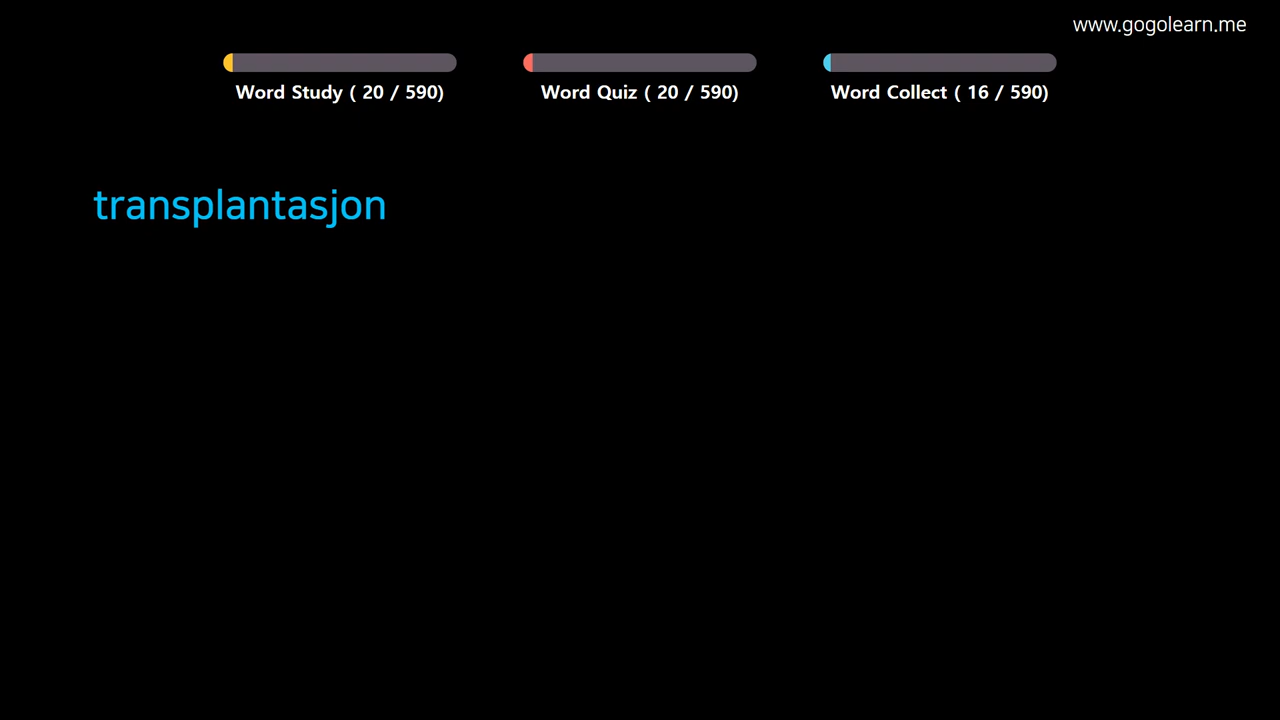 www.gogolearn.me
Word Study ( 20 / 590)
Word Quiz ( 20 / 590)
Word Collect ( 16 / 590)
transplantasjon